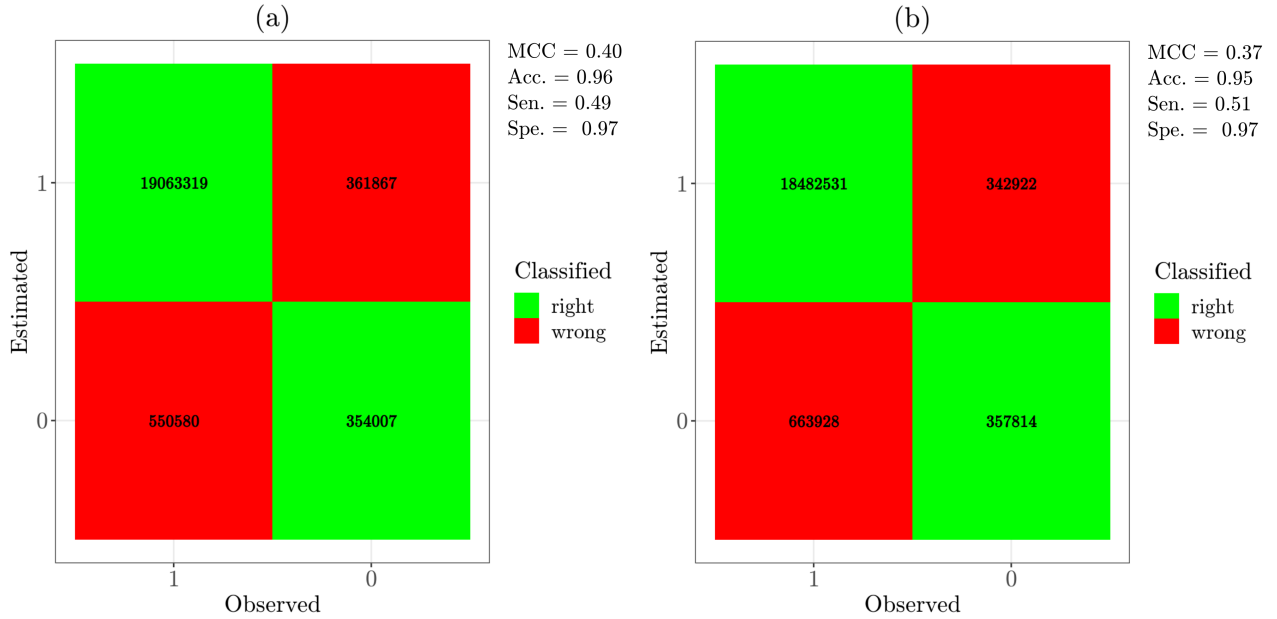 (a)
MCC = 0.40
Acc. = 0.96
Sen. = 0.49
Spe. = 0.97
19063319
361867
1
Estimated
Classified
right
wrong
550580
354007
0
1
0
Observed
(b)
MCC = 0.37
Acc. = 0.95
Sen. = 0.51
Spe. = 0.97
18482531
342922
1
Estimated
Classified
right
wrong
663928
357814
0
1
0
Observed